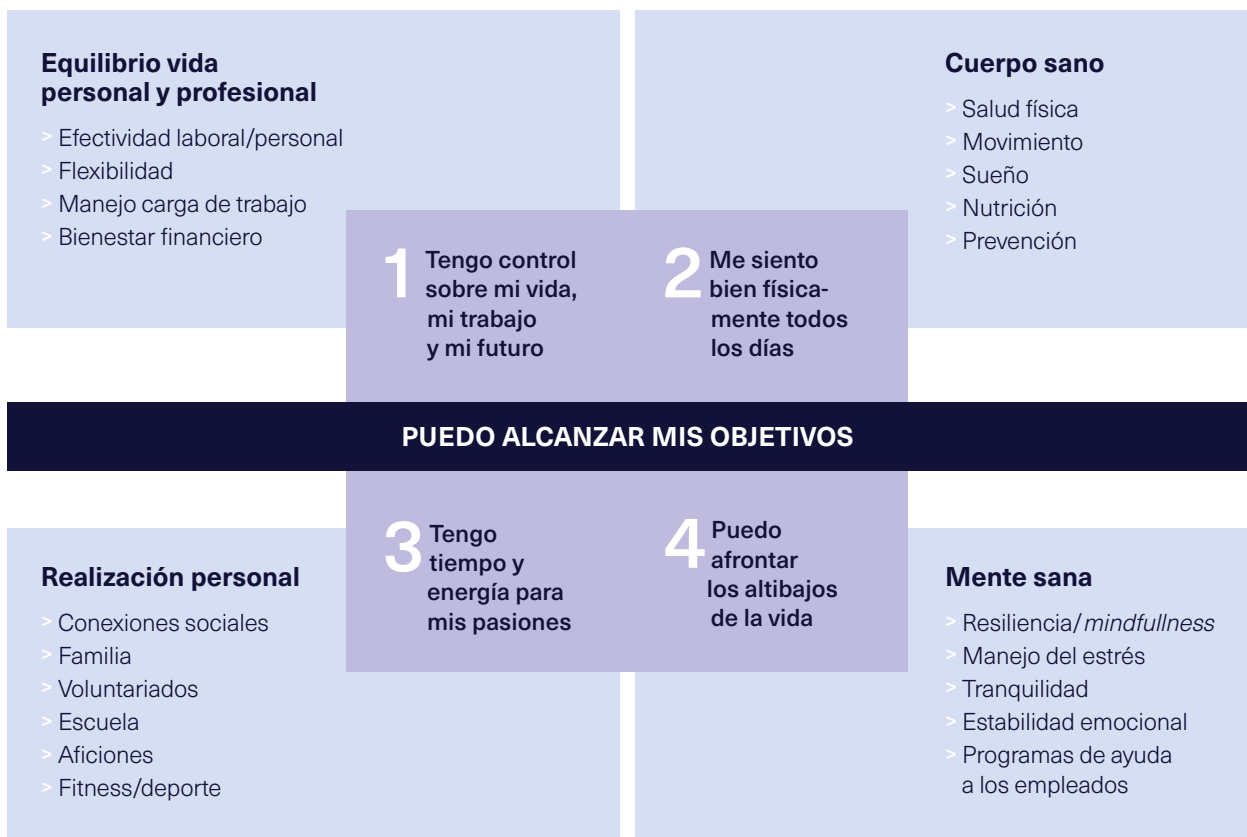 Equilibrio vida
personal y profesional
> Efectividad laboral/personal
> Flexibilidad
> Manejo carga de trabajo
> Bienestar financiero
Cuerpo sano
> Salud física
> Movimiento
> Sueño
> Nutrición
> Prevención
1 Tengo control
sobre mi vida,
mi trabajo
y mi futuro
2 Me siento
bien física-
mente todos
los días
PUEDO ALCANZAR MIS OBJETIVOS
3 Tengo
tiempo y
energía para
mis pasiones
4 Puedo
afrontar
los altibajos
de la vida
Realización personal
> Conexiones sociales
> Familia
> Voluntariados
> Escuela
> Aficiones
> Fitness/deporte
Mente sana
> Resiliencia/mindfullness
> Manejo del estrés
> Tranquilidad
> Estabilidad emocional
> Programas de ayuda
a los empleados